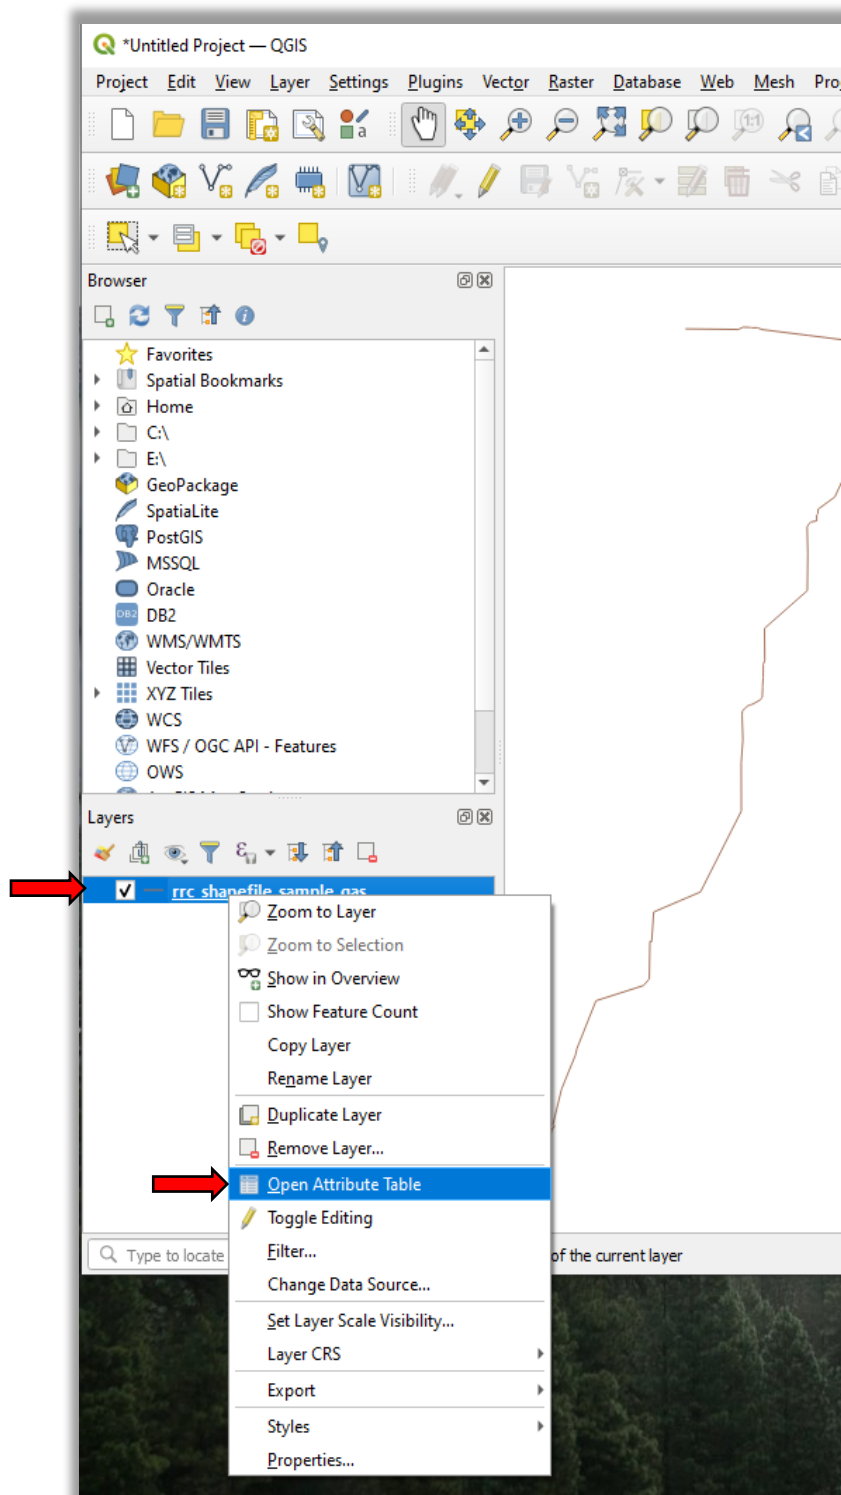 *Untitled Project — QGIS
Project Edit View Layer Settings Plugins Vector Raster Database Web Mesh
a
1:1
Browser
Favorites
Spatial Bookmarks
Home
C:\
E:\
GeoPackage
SpatiaLite
PostGIS
MSSQL
Oracle
DB2 DB2
WMS/WMTS
Vector Tiles
XYZ Tiles
WCS
WFS / OGC API - Features
OWS
Layers
rrc_shapefile_sample_gas
Zoom to Layer
Zoom to Selection
Show in Overview
Show Feature Count
Copy Layer
Rename Layer
Duplicate Layer
Remove Layer...
Open Attribute Table
Toggle Editing
Filter...
Type to locate of the current layer
Change Data Source...
Set Layer Scale Visibility...
Layer CRS
Export
Styles
Properties...